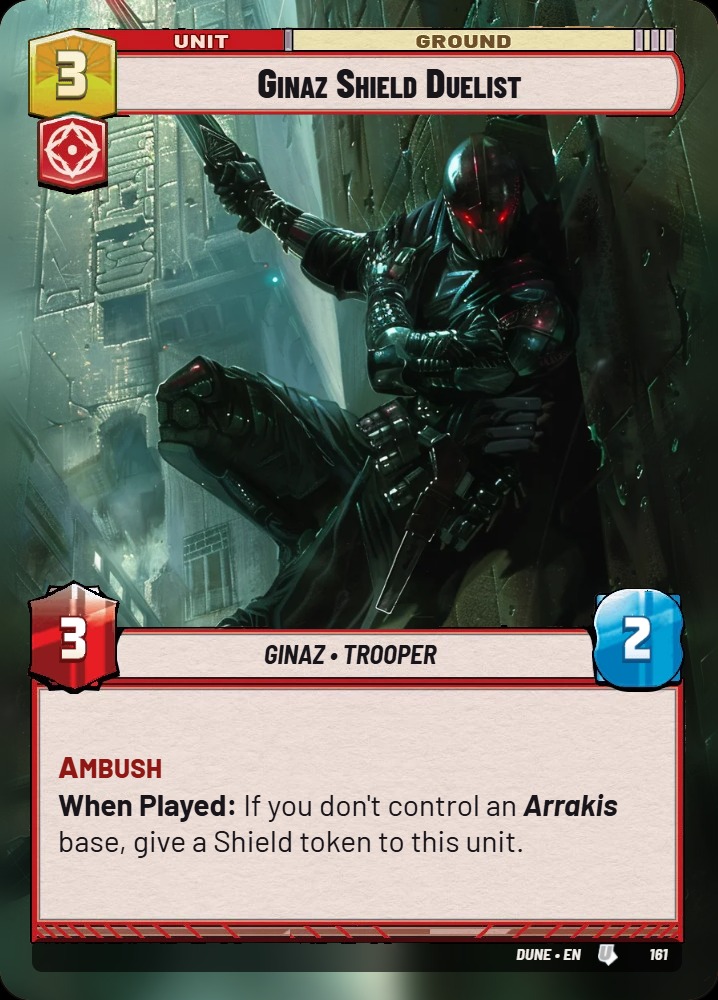 UNIT
GROUND
3
GINAZ SHIELD DUELIST
3
GINAZ • TROOPER
2
AMBUSH
When Played: If you don't control an Arrakis
base, give a Shield token to this unit.
DUNE • EN U 161